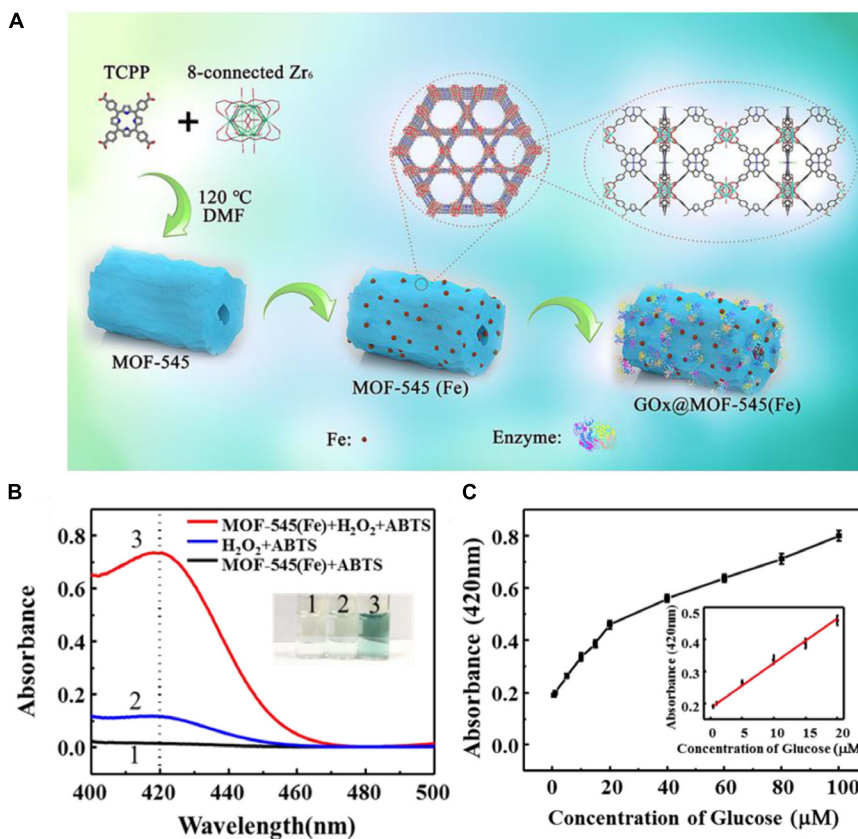 A
TCPP
8-connected Zr₆
+
120 ℃
DMF
MOF-545
MOF-545 (Fe)
GOx@MOF-545(Fe)
Fe:
Enzyme:
B
MOF-545(Fe)+H₂O₂+ABTS
H₂O₂+ABTS
MOF-545(Fe)+ABTS
3
2
1
1 2 3
0.8
0.6
0.4
0.2
0.0
Absorbance
400 420 440 460 480 500
Wavelength(nm)
C
0.8
0.6
0.4
0.2
0.0
Absorbance (420nm)
0 20 40 60 80 100
Concentration of Glucose (μM)
0.5
0.4
0.3
0.2
Absorbance (420nm)
0 5 10 15 20
Concentration of Glucose (μM)